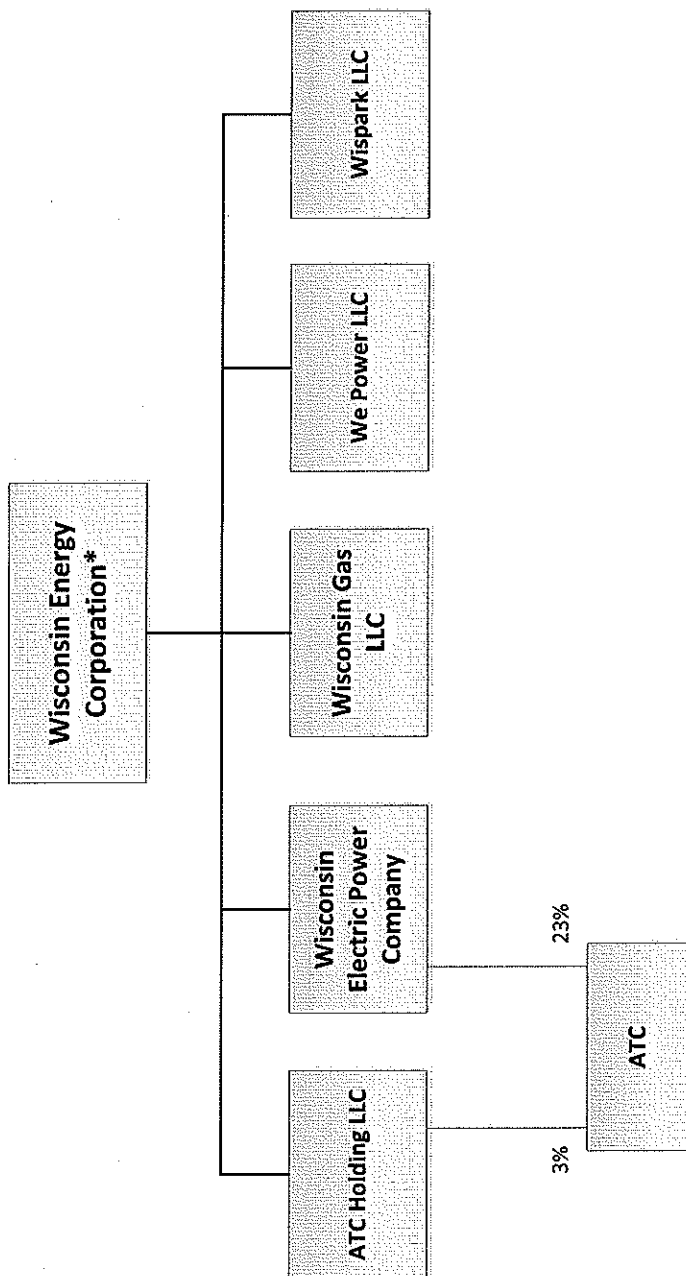 Wisconsin Energy
Corporation*
ATC Holding LLC
Wisconsin
Electric Power
Company
Wisconsin Gas
LLC
We Power LLC
Wispark LLC
3%
23%
ATC